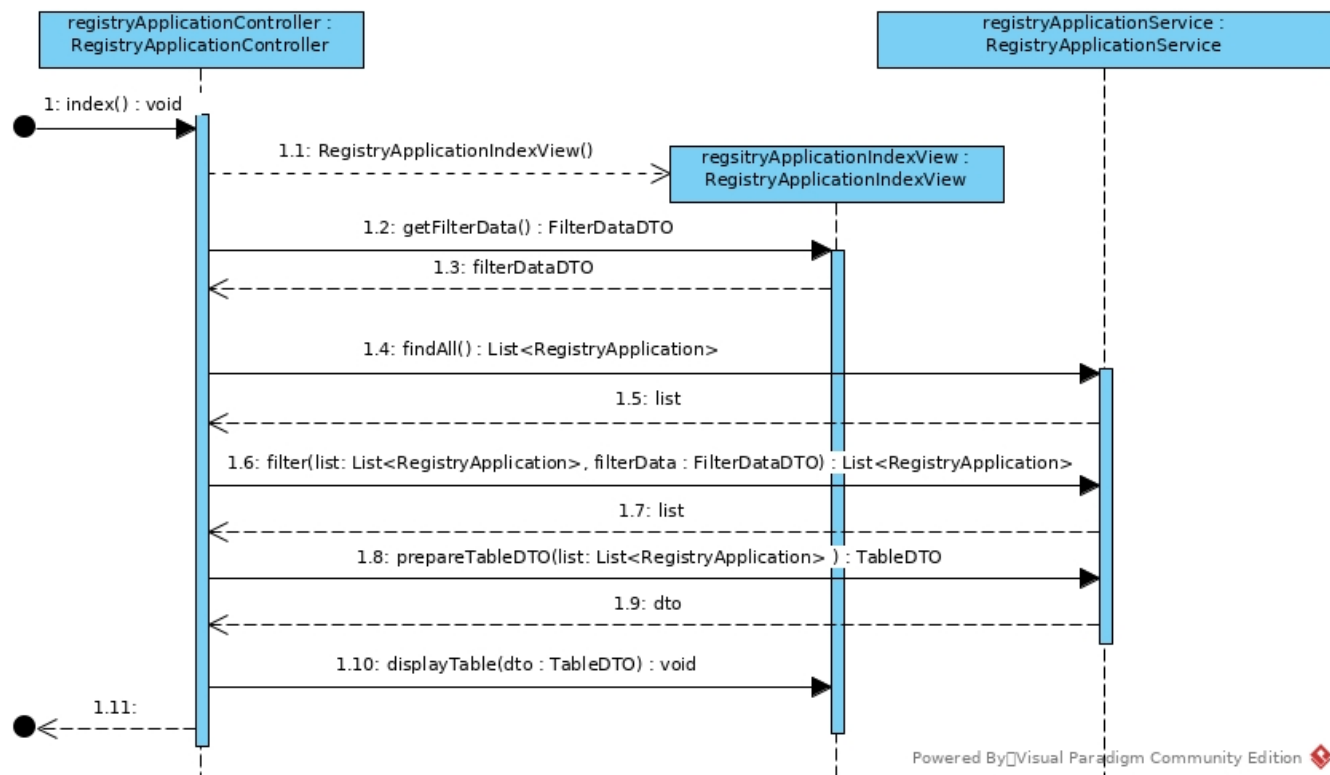 registryApplicationController :
RegistryApplicationController
registryApplicationService :
RegistryApplicationService
1: index() : void
1.1: RegistryApplicationIndexView()
regsitryApplicationIndexView :
RegistryApplicationIndexView
1.2: getFilterData() : FilterDataDTO
1.3: filterDataDTO
1.4: findAll() : List<RegistryApplication>
1.5: list
1.6: filter(list: List<RegistryApplication>, filterData : FilterDataDTO) : List<RegistryApplication>
1.7: list
1.8: prepareTableDTO(list: List<RegistryApplication> ) : TableDTO
1.9: dto
1.10: displayTable(dto : TableDTO) : void
1.11:
Powered By▯Visual Paradigm Community Edition